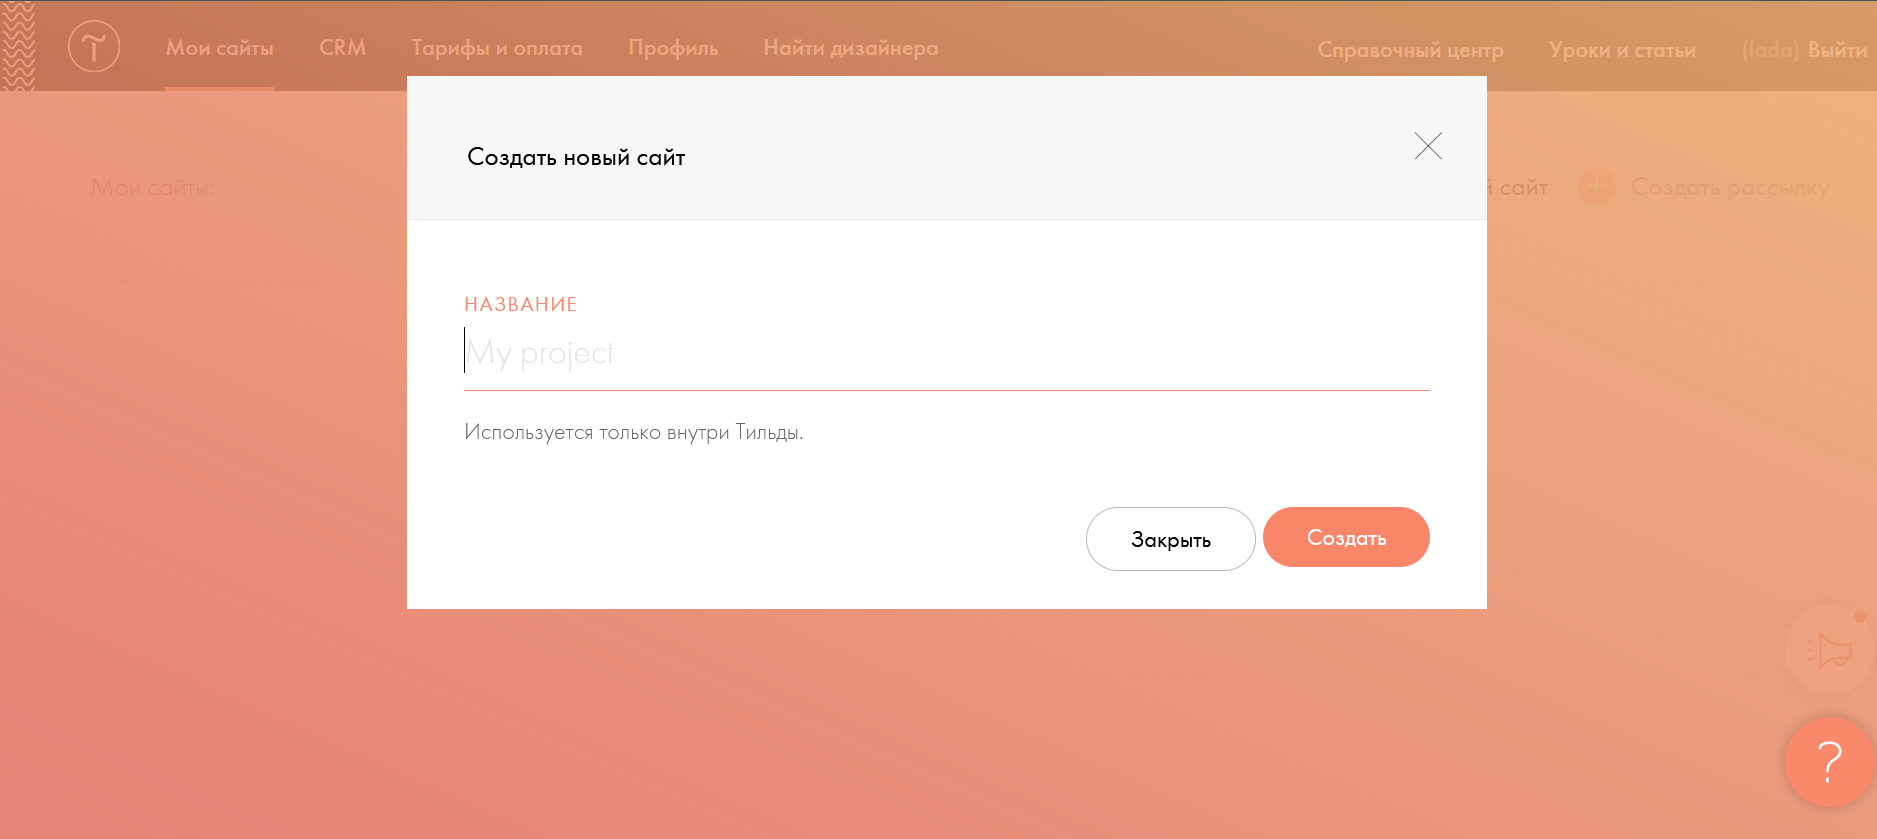 Мои сайты CRM Тарифы и оплата Профиль Найти дизайнера Справочный центр Уроки и статьи (lada) Выйти
Создать новый сайт
Мои сайты: й сайт + Создать рассылку
НАЗВАНИЕ
My project
Используется только внутри Тильды.
Закрыть Создать
?